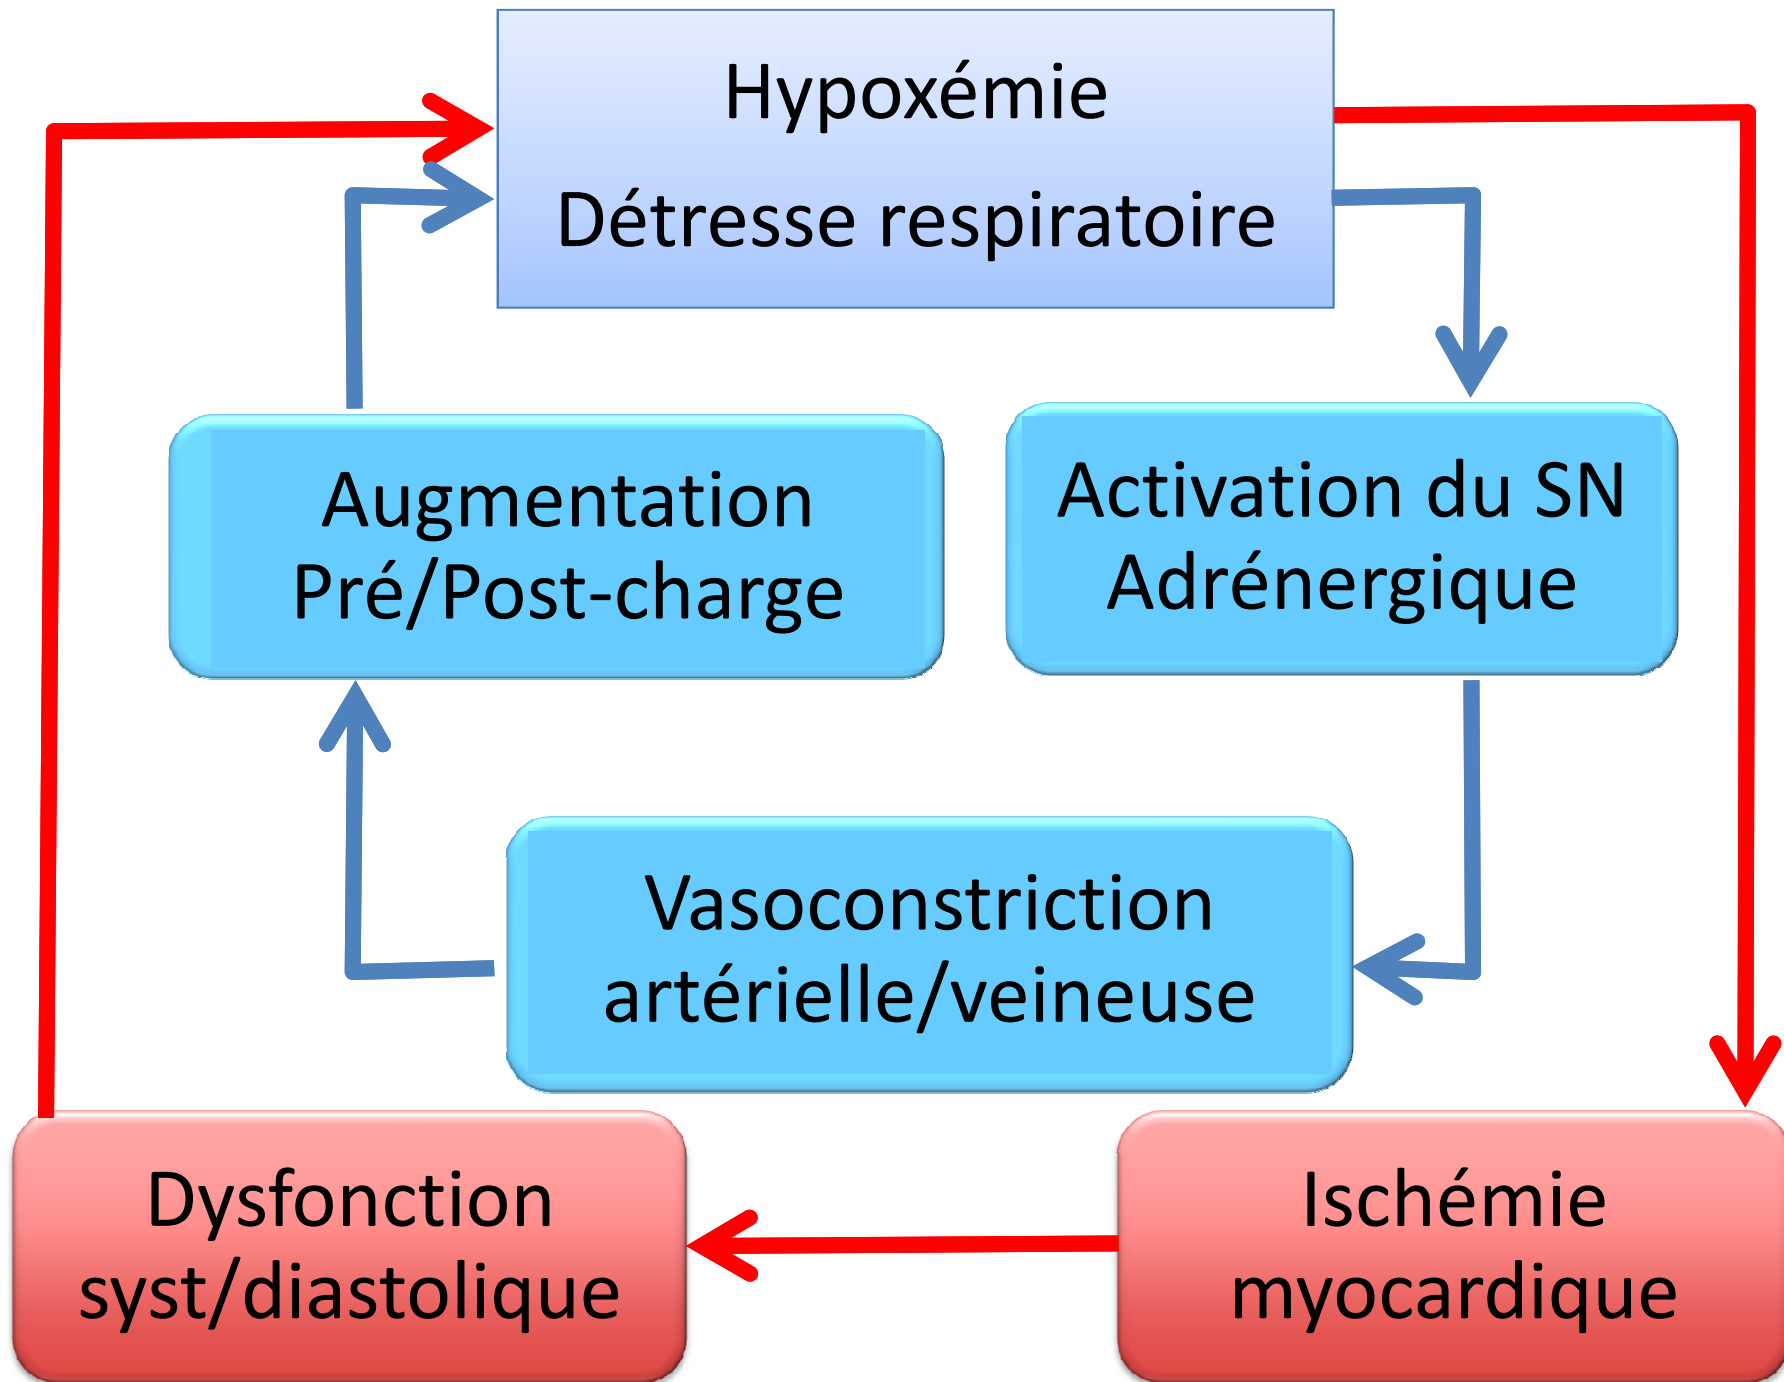 Hypoxémie
Détresse respiratoire
Augmentation
Pré/Post-charge
Activation du SN
Adrénergique
Vasoconstriction
artérielle/veineuse
Dysfonction
syst/diastolique
Ischémie
myocardique